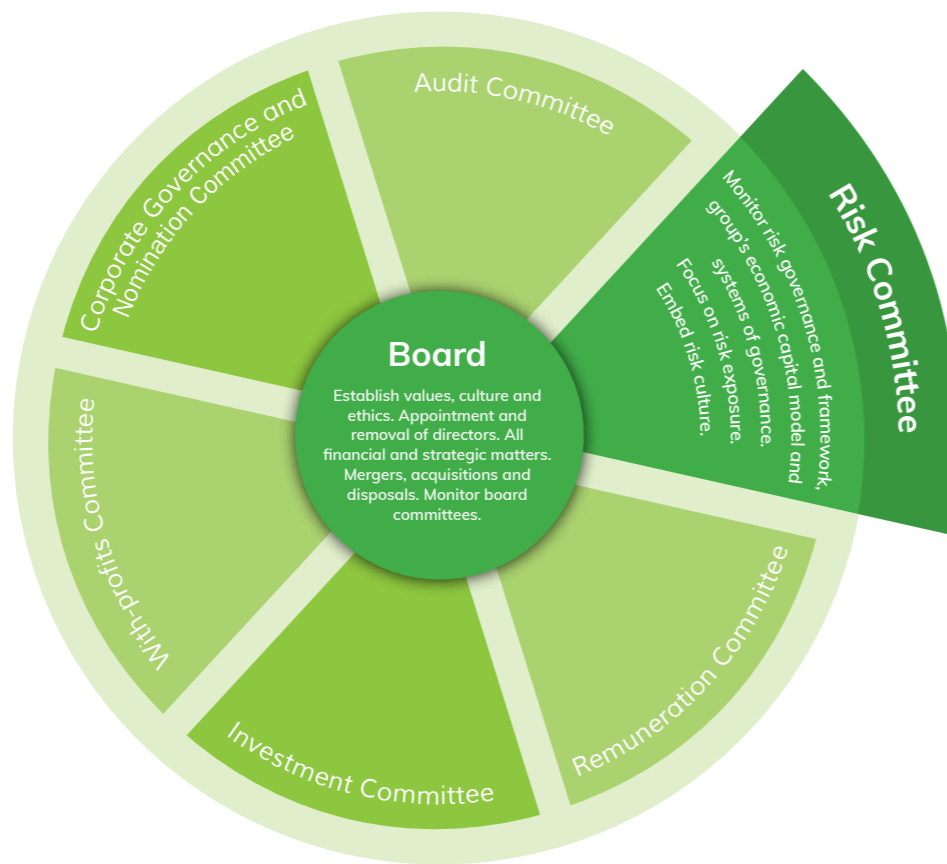 Audit Committee
Risk Committee
Monitor risk governance and framework,
group's economic capital model and
systems of governance.
Focus on risk exposure.
Embed risk culture.
Remuneration Committee
Investment Committee
With-profits Committee
Corporate Governance and
Nomination Committee
Board
Establish values, culture and
ethics. Appointment and
removal of directors. All
financial and strategic matters.
Mergers, acquisitions and
disposals. Monitor board
committees.